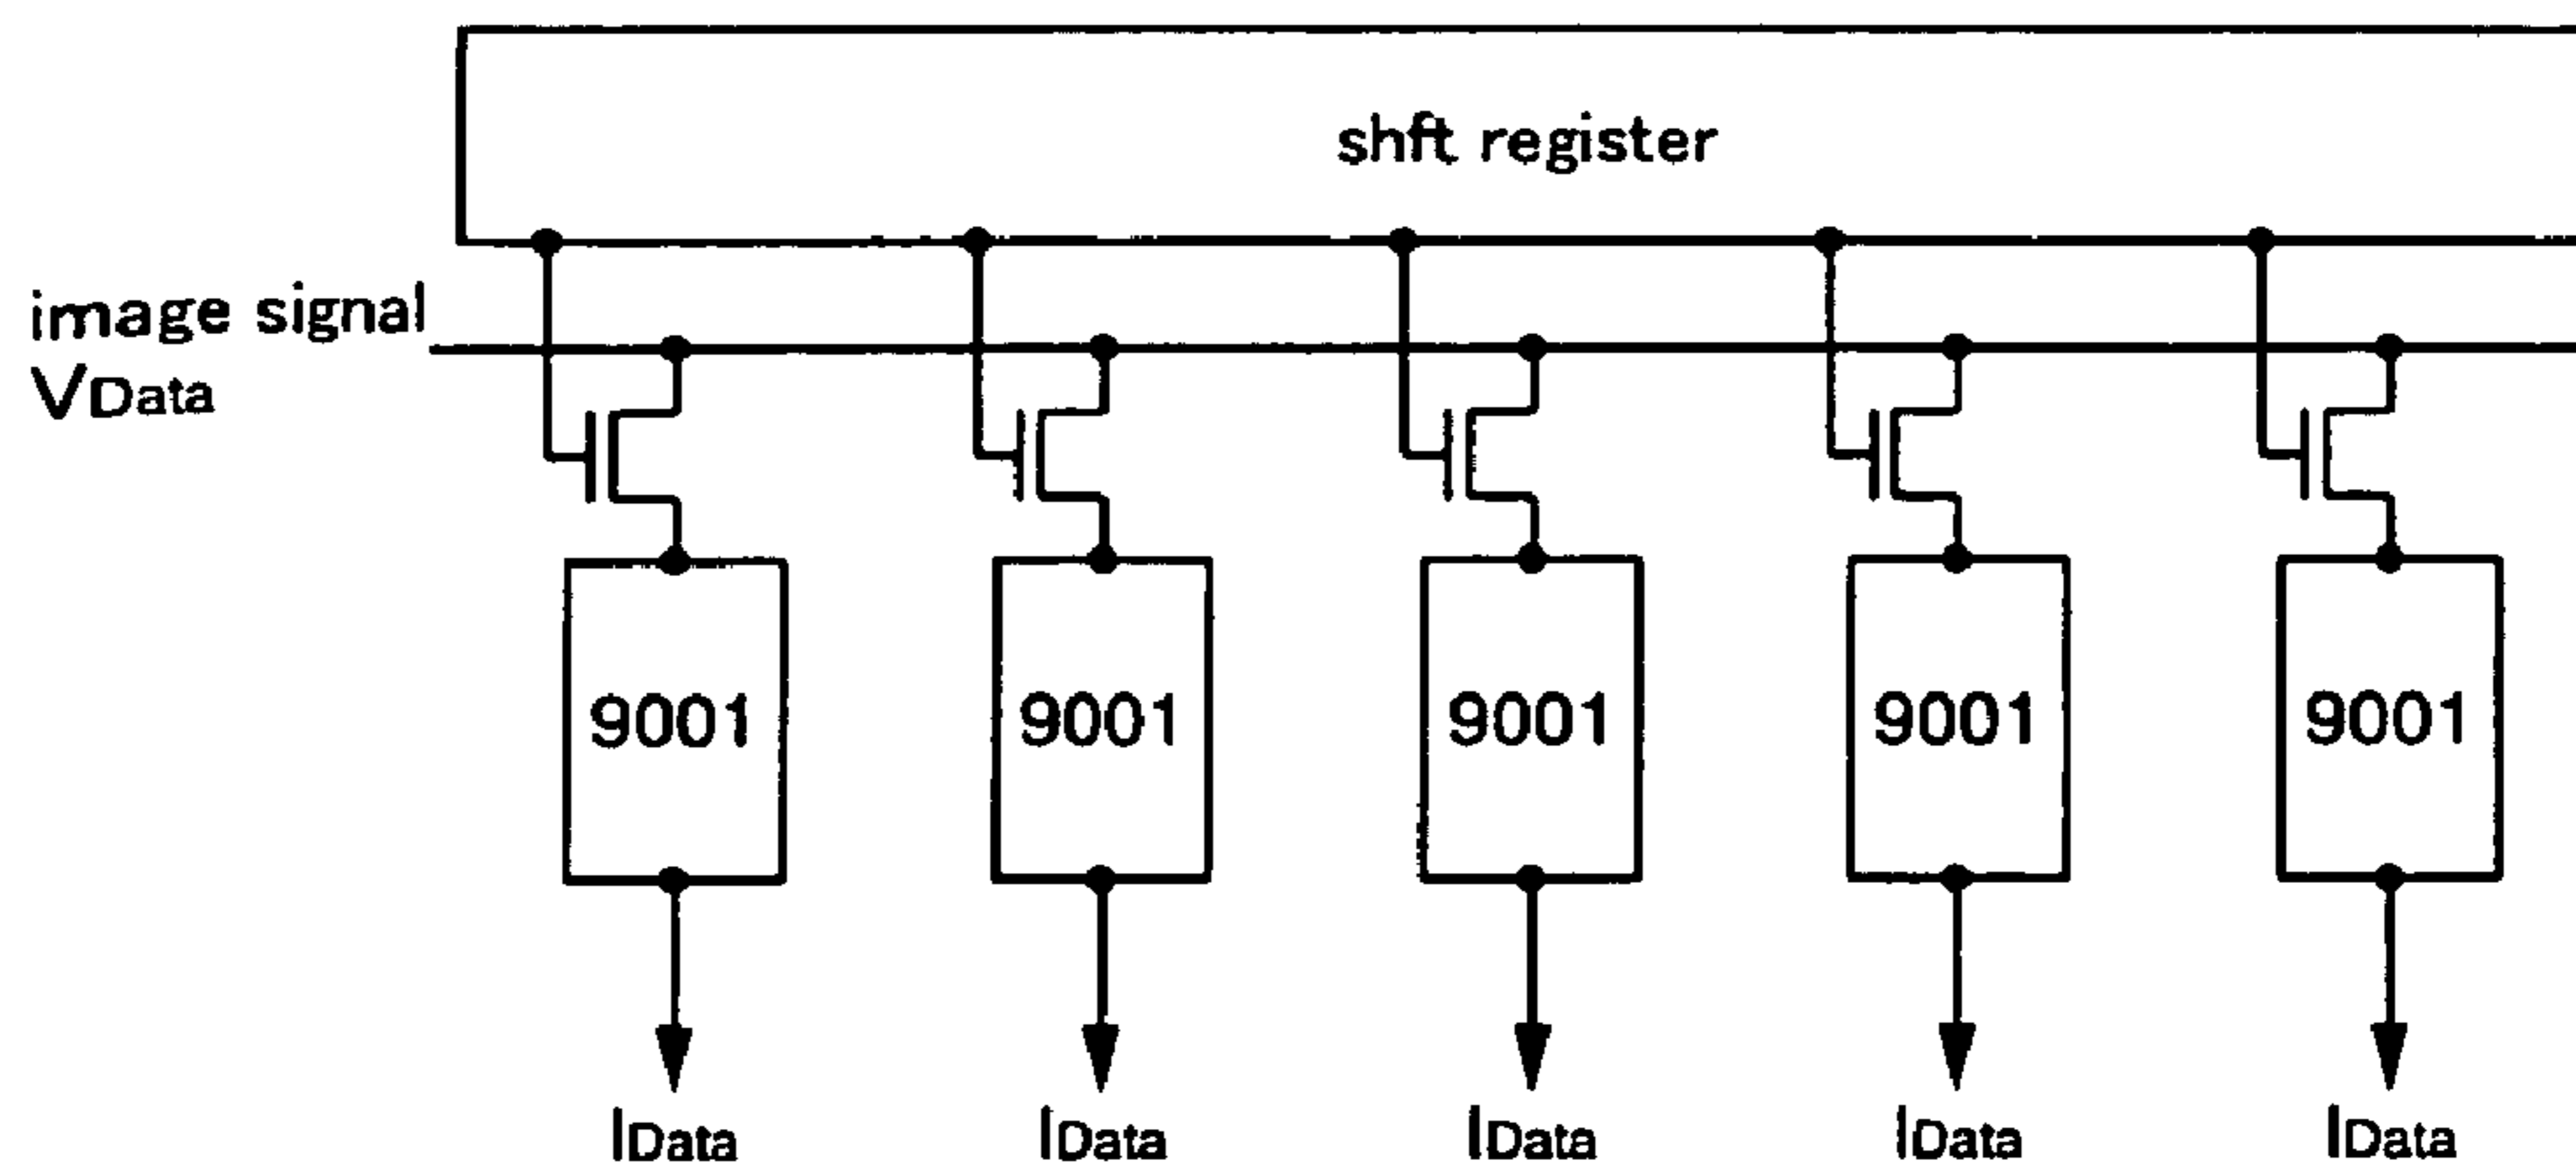 shft register
image signal
VData
9001 9001 9001 9001 9001
IData IData IData IData IData